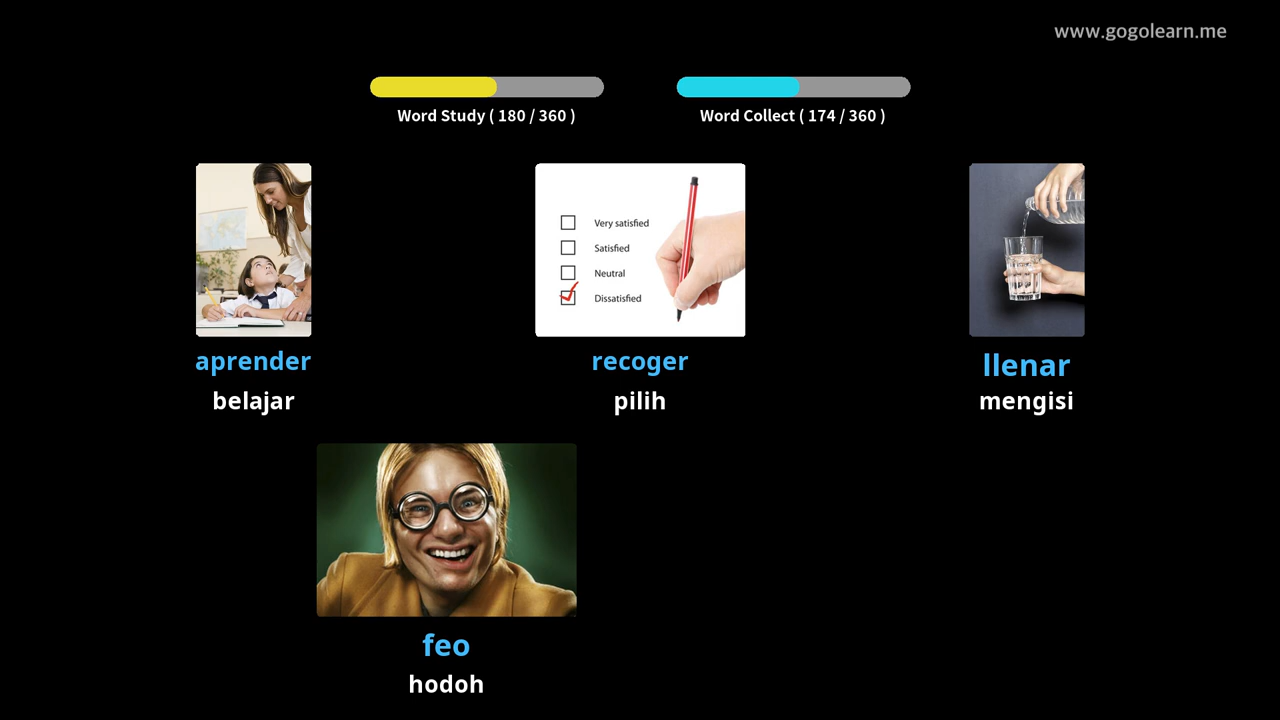 www.gogolearn.me
Word Study ( 180 / 360 )
Word Collect ( 174 / 360 )
Very satisfied
Satisfied
Neutral
Dissatisfied
aprender
belajar
recoger
pilih
llenar
mengisi
feo
hodoh